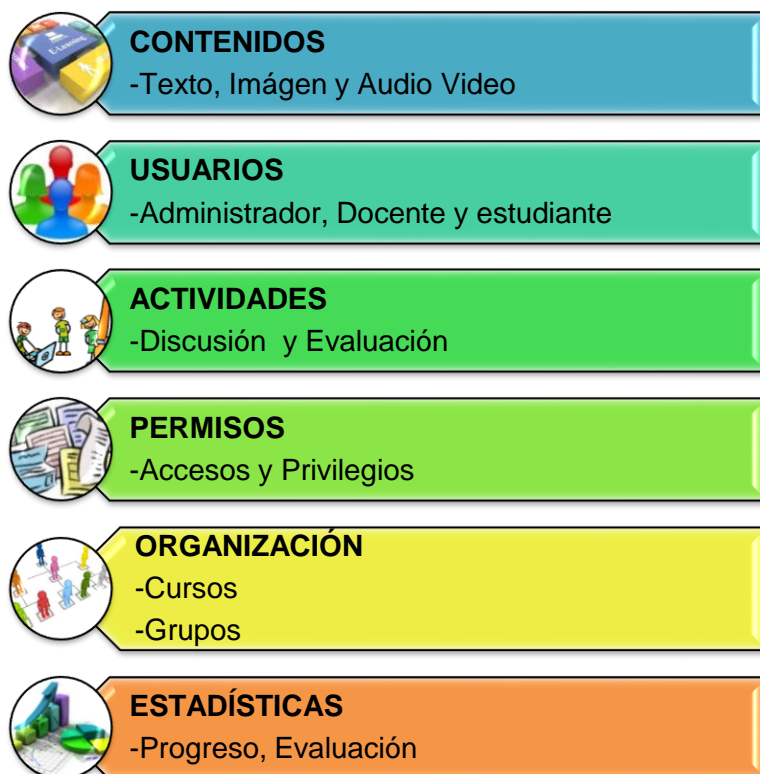 E-Learning
CONTENIDOS
-Texto, Imágen y Audio Video
USUARIOS
-Administrador, Docente y estudiante
ACTIVIDADES
-Discusión  y Evaluación
PERMISOS
-Accesos y Privilegios
ORGANIZACIÓN
-Cursos
-Grupos
ESTADÍSTICAS
-Progreso, Evaluación